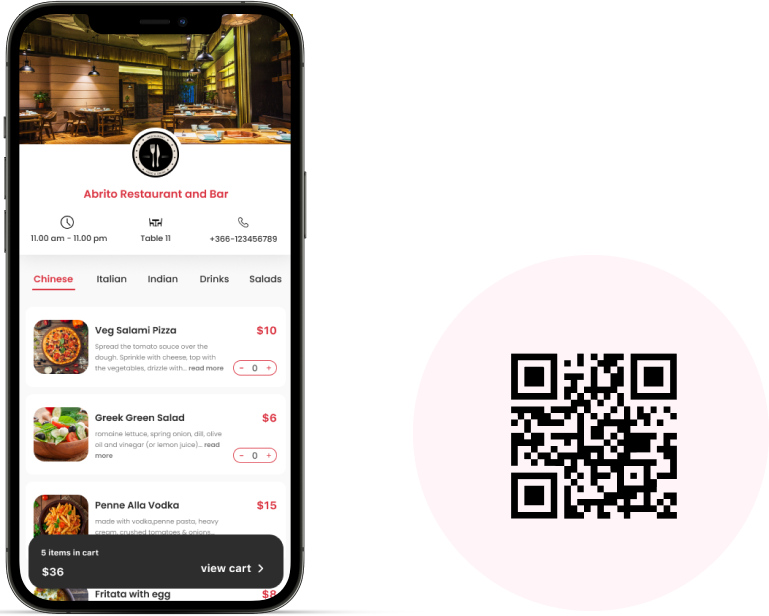 Abrito Restaurant and Bar
11.00 am - 11.00 pm
Table 11
+366-123456789
Chinese Italian Indian Drinks Salads
Veg Salami Pizza $10
Spread the tomato sauce over the
dough. Sprinkle with cheese, top with
the vegetables, drizzle with... read more
- 0 +
Greek Green Salad $6
romaine lettuce, spring onion, dill, olive
oil and vinegar (or lemon juice)... read
more
- 0 +
Penne Alla Vodka $15
made with vodka,penne pasta, heavy
cream, crushed tomatoes & onions...
5 items in cart
$36
view cart >
Fritata with egg $8